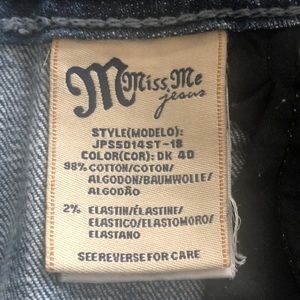 M Miss Me
jeans
STYLE(MODELO):
JPS5014ST-18
COLOR(COR): DK 40
98% COTTON/COTON/
ALGODON/BAUMWOLLE/
ALGODÃO
2% ELASTIN/ÉLASTINE/
ELASTICO/ELASTOMORO/
ELASTANO
SEE REVERSE FOR CARE